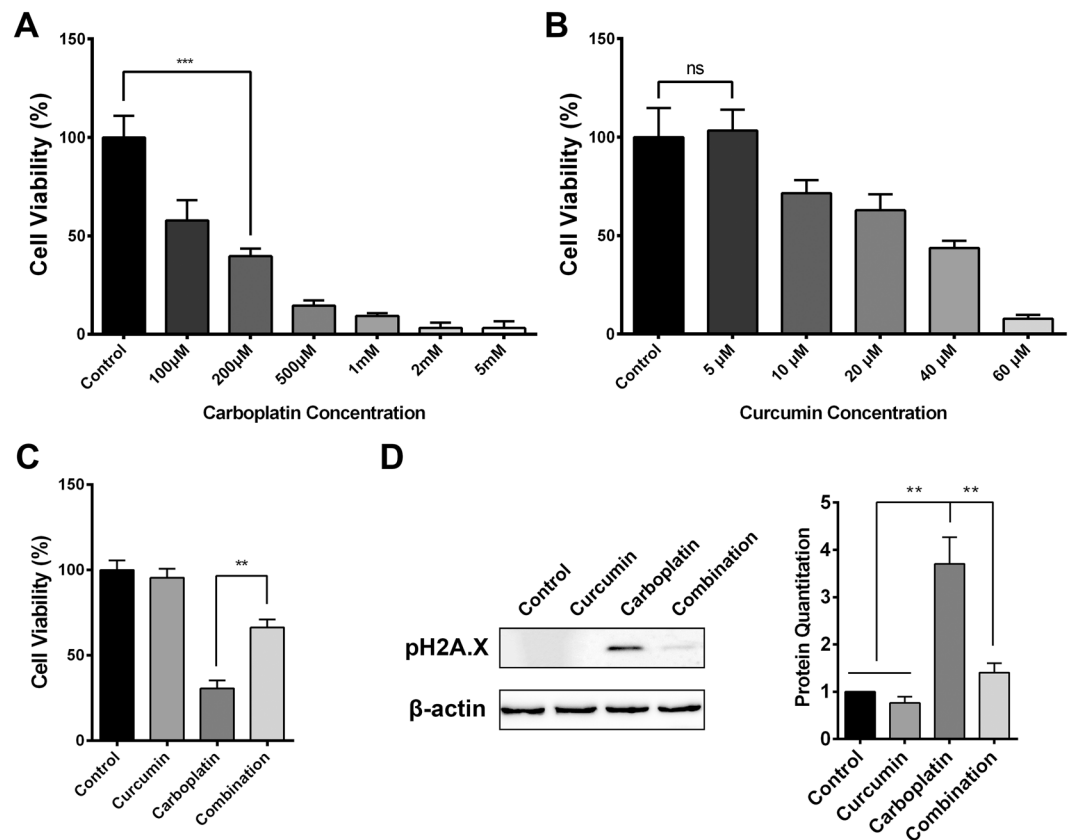 A
150
100
50
0
Cell Viability (%)
***
Control
100μM
200μM
500μM
1mM
2mM
5mM
Carboplatin Concentration
B
150
100
50
0
Cell Viability (%)
ns
Control
5 μM
10 μM
20 μM
40 μM
60 μM
Curcumin Concentration
C
150
100
50
0
Cell Viability (%)
**
Control
Curcumin
Carboplatin
Combination
D
Control
Curcumin
Carboplatin
Combination
pH2A.X
β-actin
5
4
3
2
1
0
Protein Quantitation
**
**
Control
Curcumin
Carboplatin
Combination